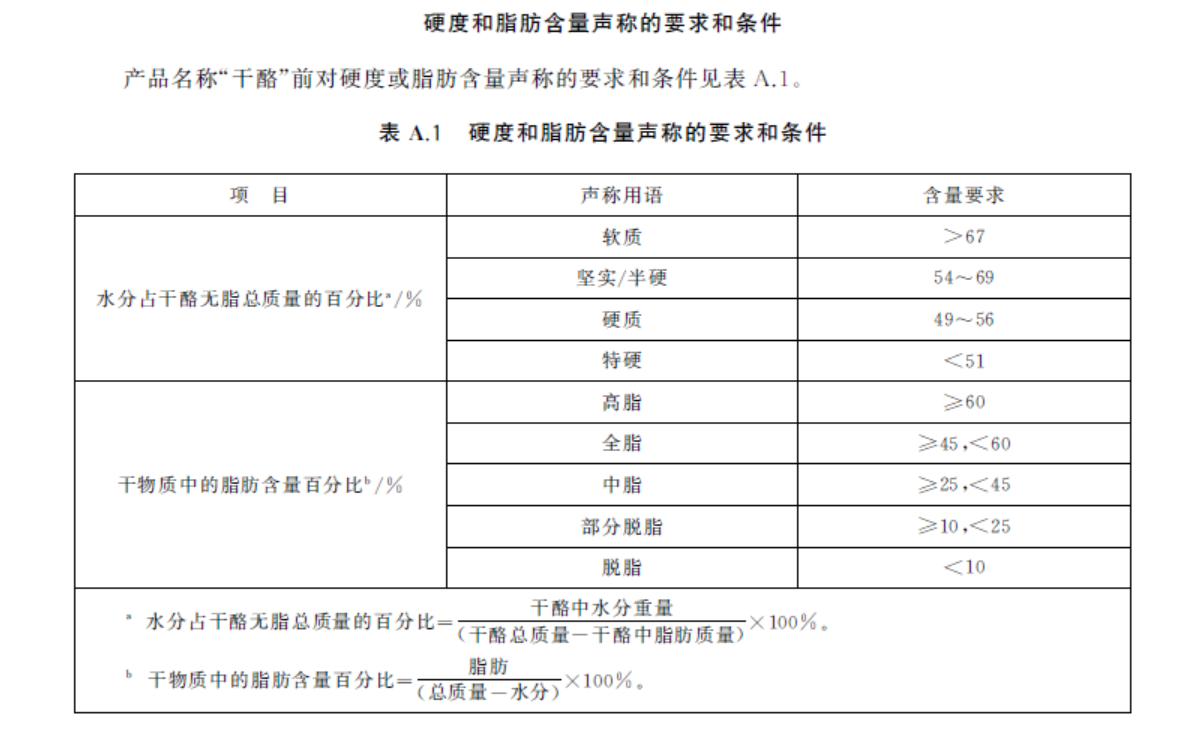 硬度和脂肪含量声称的要求和条件
产品名称“干酪”前对硬度或脂肪含量声称的要求和条件见表 A.1。
表 A.1 硬度和脂肪含量声称的要求和条件
项 目 声称用语 含量要求
水分占干酪无脂总质量的百分比ᵃ/% 软质 >67
坚实/半硬 54～69
硬质 49～56
特硬 <51
干物质中的脂肪含量百分比ᵇ/% 高脂 ≥60
全脂 ≥45,<60
中脂 ≥25,<45
部分脱脂 ≥10,<25
脱脂 <10
ᵃ 水分占干酪无脂总质量的百分比=干酪中水分重量/(干酪总质量－干酪中脂肪质量)×100%。
ᵇ 干物质中的脂肪含量百分比=脂肪/(总质量－水分)×100%。